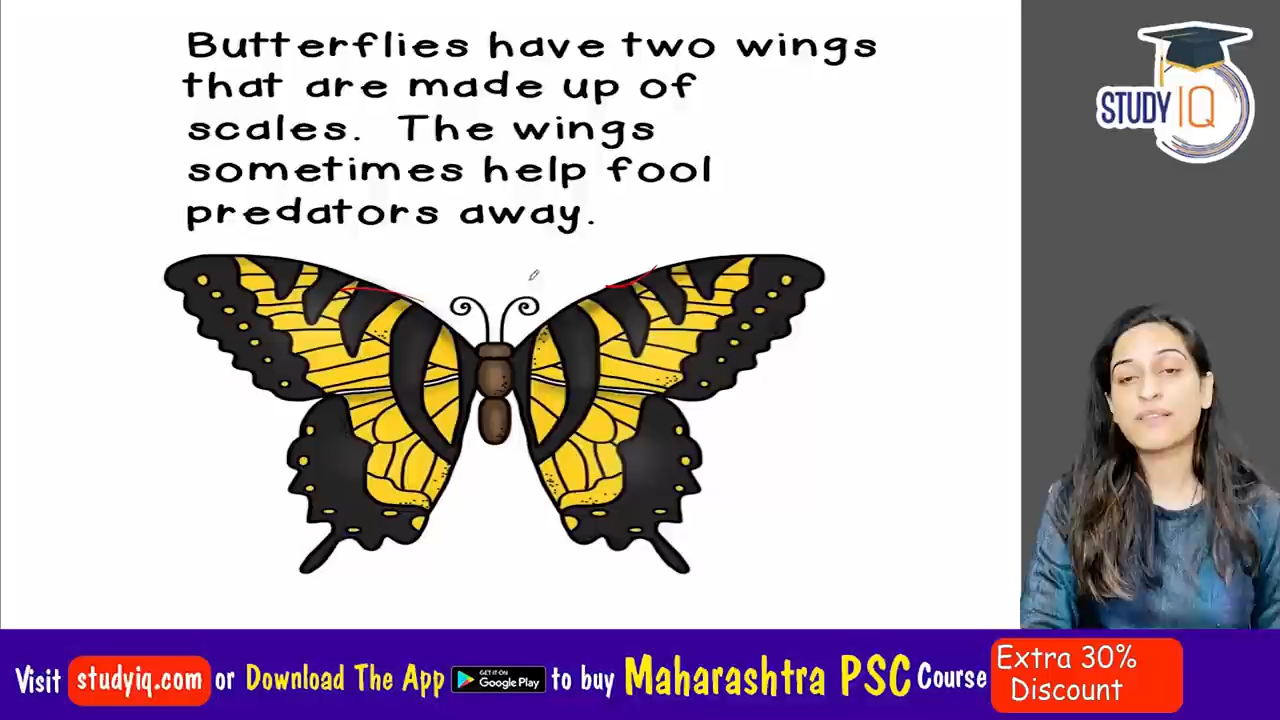 Butterflies have two wings
that are made up of
scales. The wings
sometimes help fool
predators away.
STUDY IQ
Visit studyiq.com or Download The App GET IT ON Google Play to buy Maharashtra PSC Course
Extra 30%
Discount